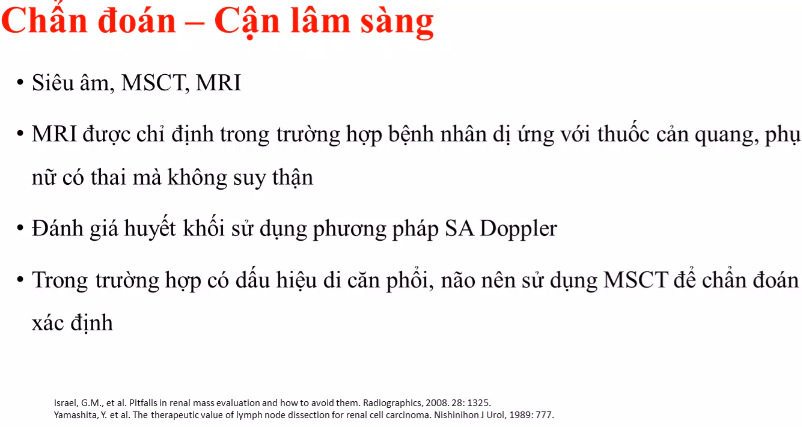 Chẩn đoán – Cận lâm sàng
• Siêu âm, MSCT, MRI
• MRI được chỉ định trong trường hợp bệnh nhân dị ứng với thuốc cản quang, phụ
nữ có thai mà không suy thận
• Đánh giá huyết khối sử dụng phương pháp SA Doppler
• Trong trường hợp có dấu hiệu di căn phổi, não nên sử dụng MSCT để chẩn đoán
xác định
Israel, G.M., et al. Pitfalls in renal mass evaluation and how to avoid them. Radiographics, 2008. 28: 1325.
Yamashita, Y. et al. The therapeutic value of lymph node dissection for renal cell carcinoma. Nishinihon J Urol, 1989: 777.